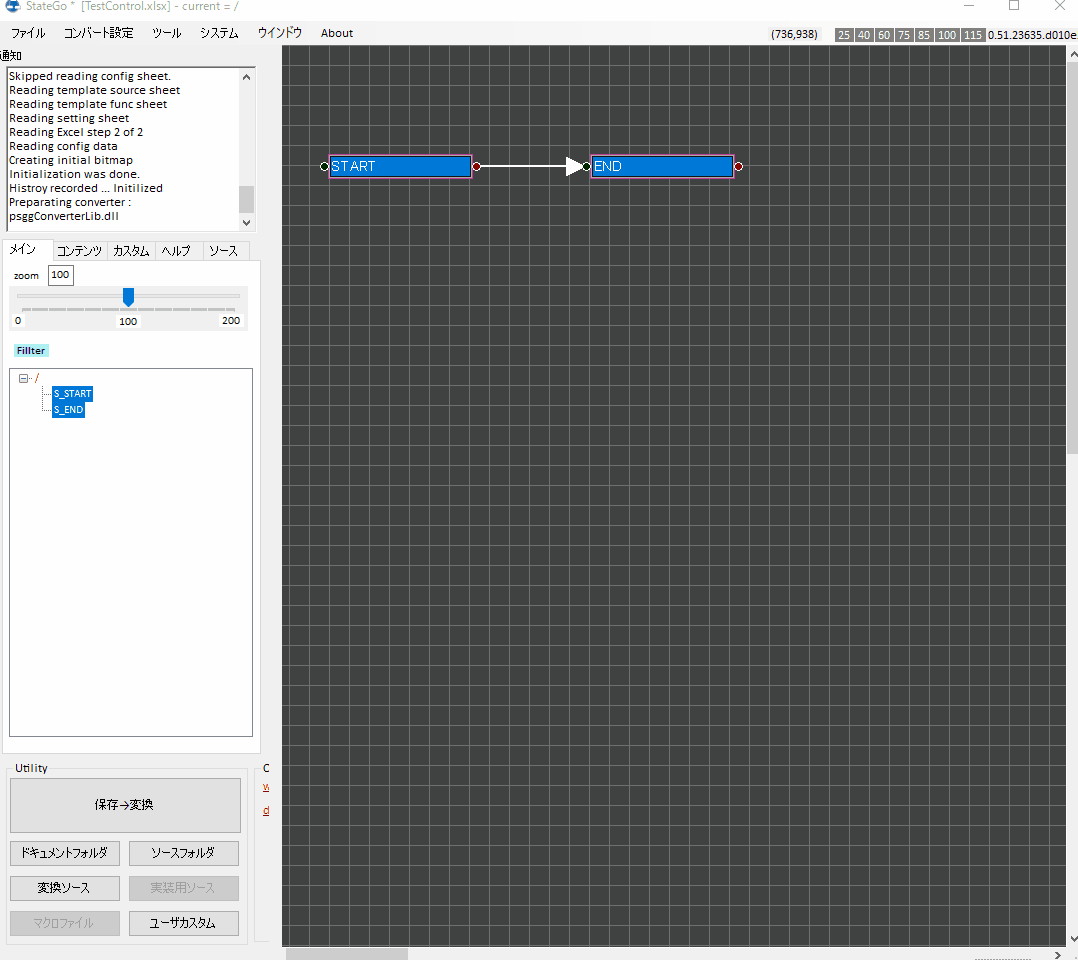 StateGo * [TestControl.xlsx] - current = /
ファイル コンバート設定 ツール システム ウインドウ About (736,938) 25 40 60 75 85 100 115 0.51.23635.d010e
通知
Skipped reading config sheet.
Reading template source sheet
Reading template func sheet
Reading setting sheet
Reading Excel step 2 of 2
Reading config data
Creating initial bitmap
Initialization was done.
Histroy recorded ... Initilized
Preparating converter :
psggConverterLib.dll
START END
メイン コンテンツ カスタム ヘルプ ソース
zoom 100
0 100 200
Fillter
/
S_START
S_END
Utility C
w
d
保存→変換
ドキュメントフォルダ ソースフォルダ
変換ソース 実装用ソース
マクロファイル ユーザカスタム